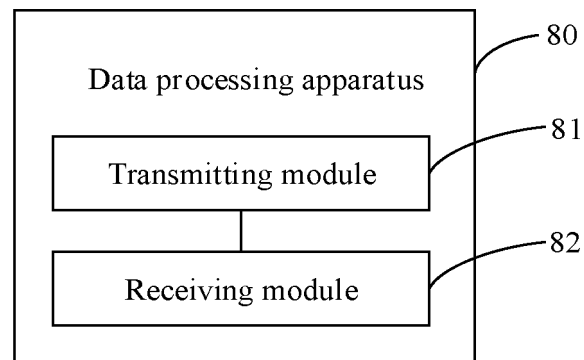 80
Data processing apparatus
81
Transmitting module
82
Receiving module